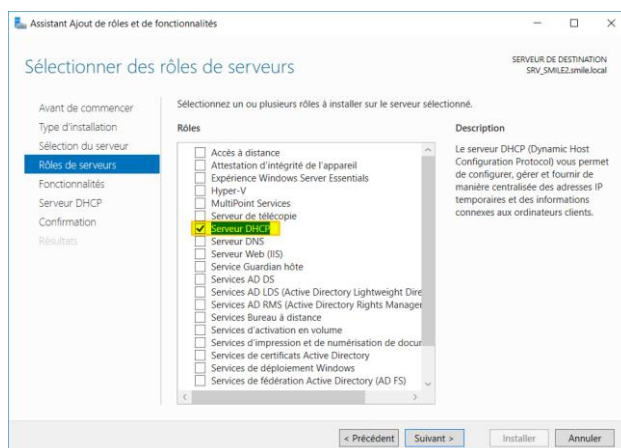 Assistant Ajout de rôles et de fonctionnalités
Sélectionner des rôles de serveurs
SERVEUR DE DESTINATION
SRV_SMILE2.smile.local
Avant de commencer
Type d'installation
Sélection du serveur
Rôles de serveurs
Fonctionnalités
Serveur DHCP
Confirmation
Résultats
Sélectionnez un ou plusieurs rôles à installer sur le serveur sélectionné.
Rôles
Accès à distance
Attestation d'intégrité de l'appareil
Expérience Windows Server Essentials
Hyper-V
MultiPoint Services
Serveur de télécopie
Serveur DHCP
Serveur DNS
Serveur Web (IIS)
Service Guardian hôte
Services AD DS
Services AD LDS (Active Directory Lightweight Dire
Services AD RMS (Active Directory Rights Manager
Services Bureau à distance
Services d'activation en volume
Services d'impression et de numérisation de docur
Services de certificats Active Directory
Services de déploiement Windows
Services de fédération Active Directory (AD FS)
Description
Le serveur DHCP (Dynamic Host
Configuration Protocol) vous permet
de configurer, gérer et fournir de
manière centralisée des adresses IP
temporaires et des informations
connexes aux ordinateurs clients.
< Précédent
Suivant >
Installer
Annuler